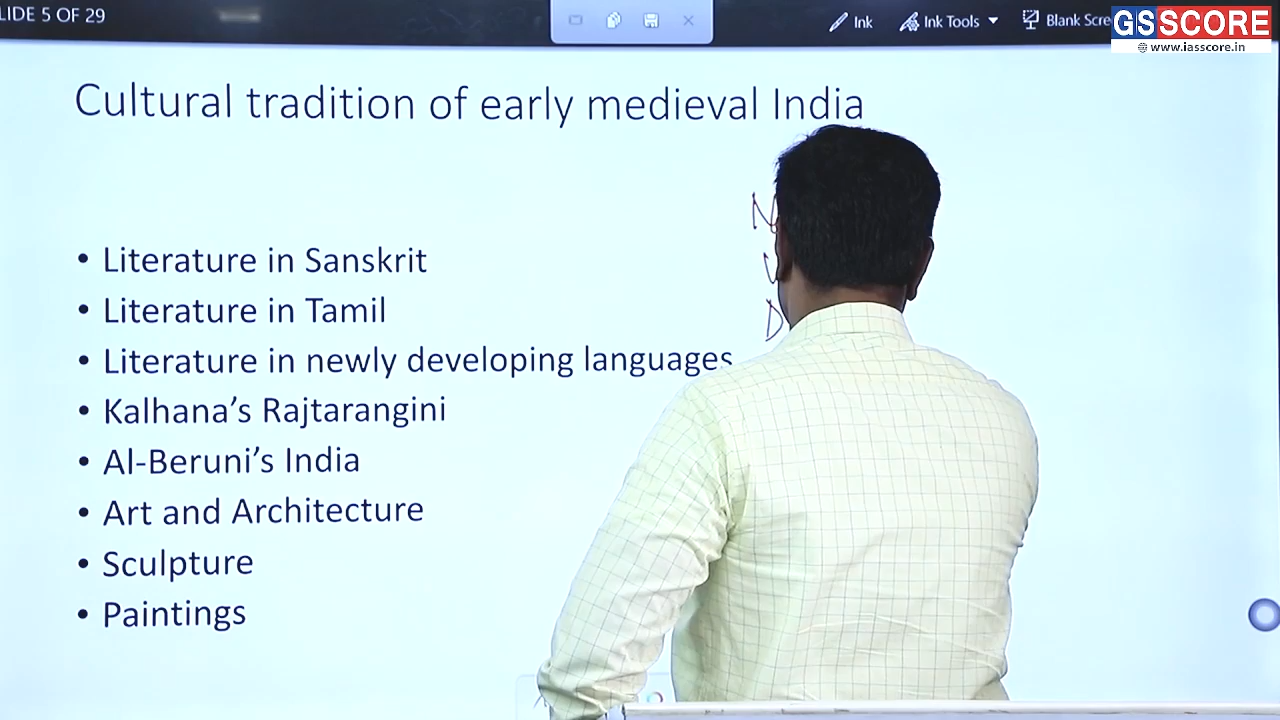 LIDE 5 OF 29
Ink
Ink Tools
Blank Scre
GSSCORE
www.iasscore.in
Cultural tradition of early medieval India
N
D
• Literature in Sanskrit
• Literature in Tamil
• Literature in newly developing languages
• Kalhana’s Rajtarangini
• Al-Beruni’s India
• Art and Architecture
• Sculpture
• Paintings